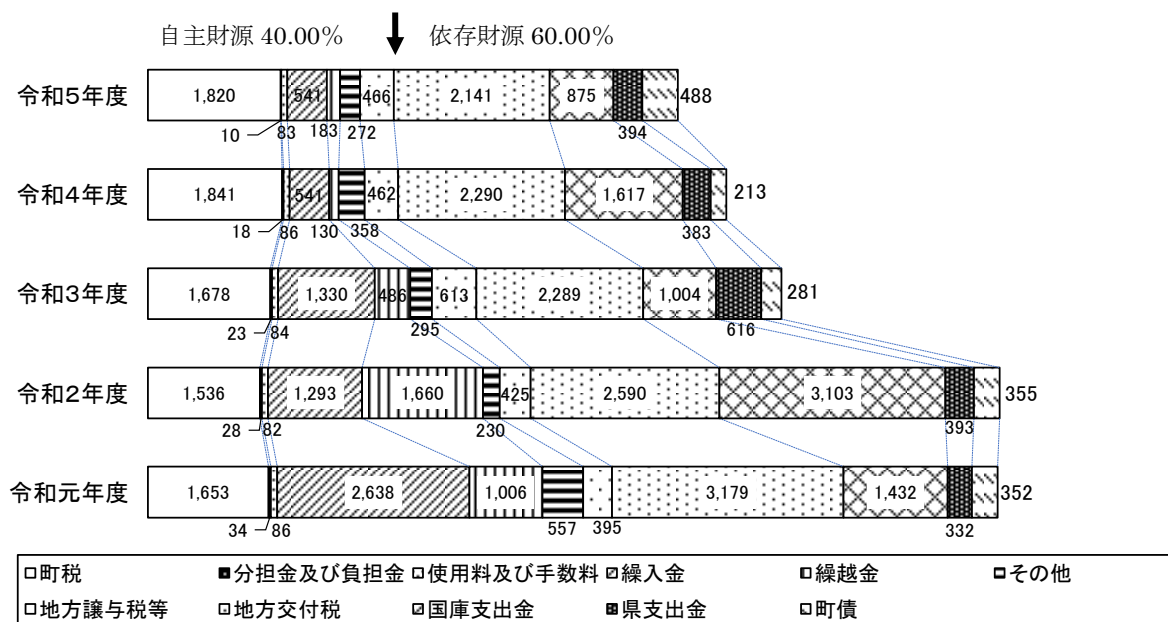 自主財源 40.00% 依存財源 60.00%
令和5年度 1,820 541 466 2,141 875 488
10 83 183 272 394
令和4年度 1,841 541 462 2,290 1,617 213
18 86 130 358 383
令和3年度 1,678 1,330 486 613 2,289 1,004 281
23 84 295 616
令和2年度 1,536 1,293 1,660 425 2,590 3,103 355
28 82 230 393
令和元年度 1,653 2,638 1,006 3,179 1,432 352
34 86 557 395 332
町税 分担金及び負担金 使用料及び手数料 繰入金 繰越金 その他
地方譲与税等 地方交付税 国庫支出金 県支出金 町債